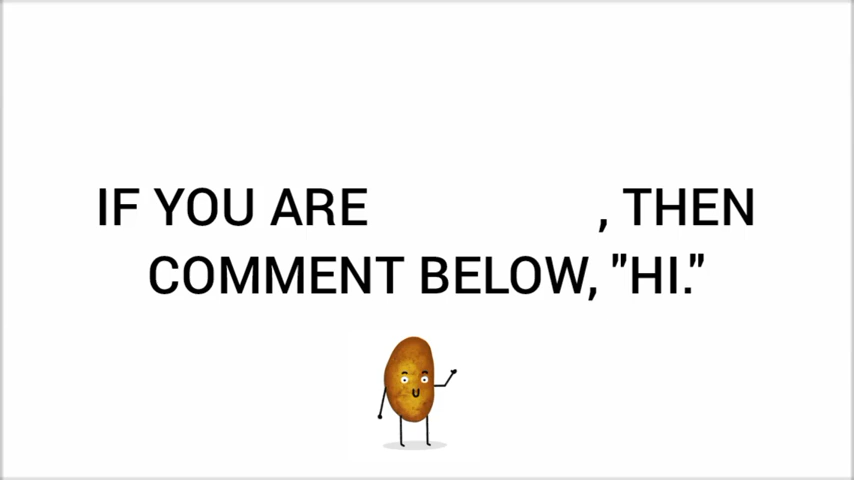 IF YOU ARE , THEN
COMMENT BELOW, "HI."